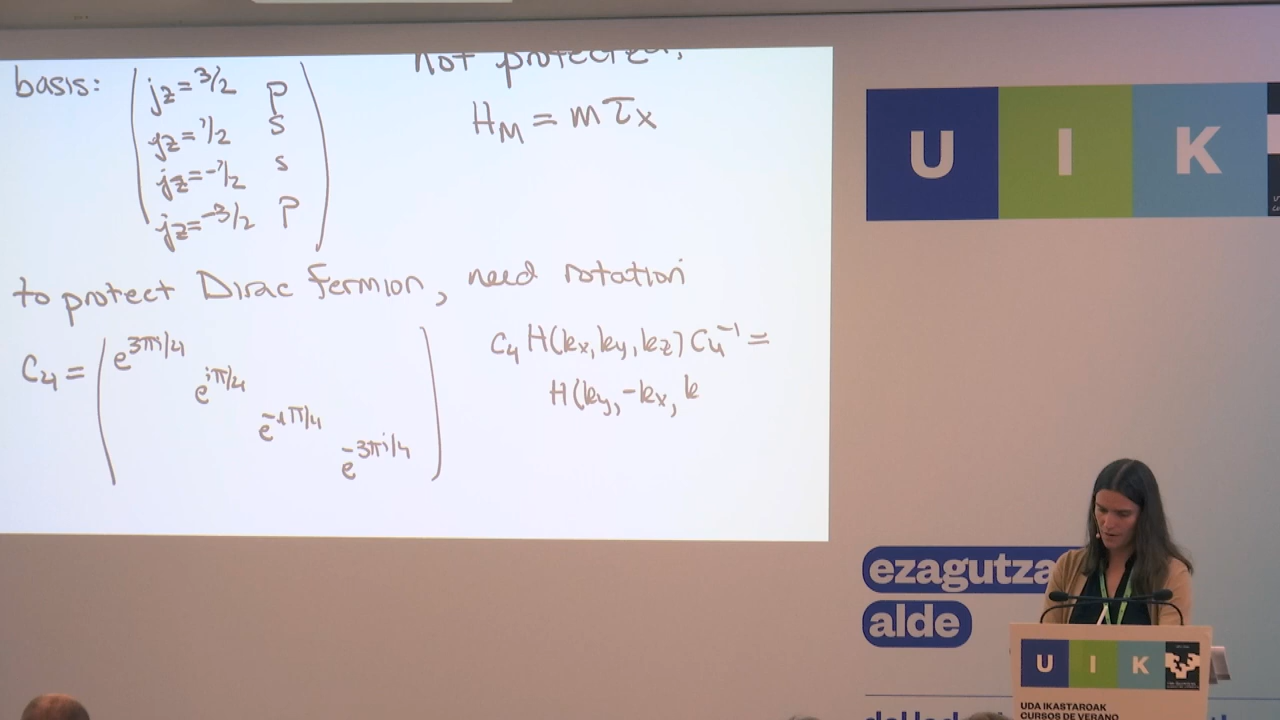 not protected,
basis: jz=3/2 P
jz=1/2 S
jz=-1/2 S
jz=-3/2 P
HM = mτx
to protect Dirac fermion, need rotation
C4 = e^{3πi/4}
e^{iπ/4}
e^{-iπ/4}
e^{-3πi/4}
C4 H(kx, ky, kz) C4^{-1} =
H(ky, -kx, k
U I K
ezagutza
alde
U I K
UDA IKASTAROAK
CURSOS DE VERANO